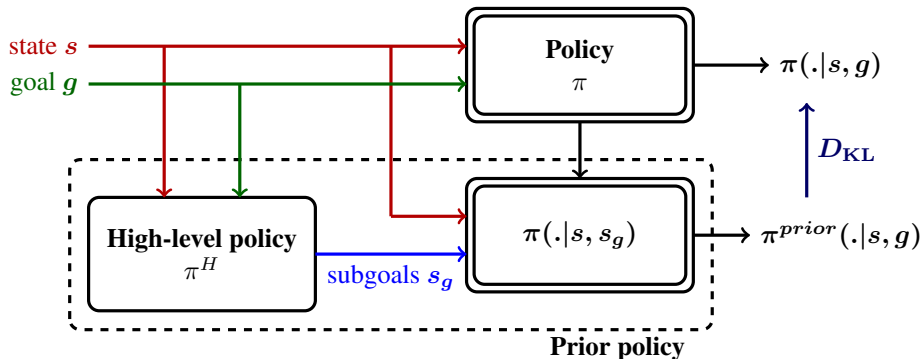 state s
goal g
Policy
π
π(.|s, g)
D_KL
High-level policy
π^H
subgoals s_g
π(.|s, s_g)
π^{prior}(.|s, g)
Prior policy